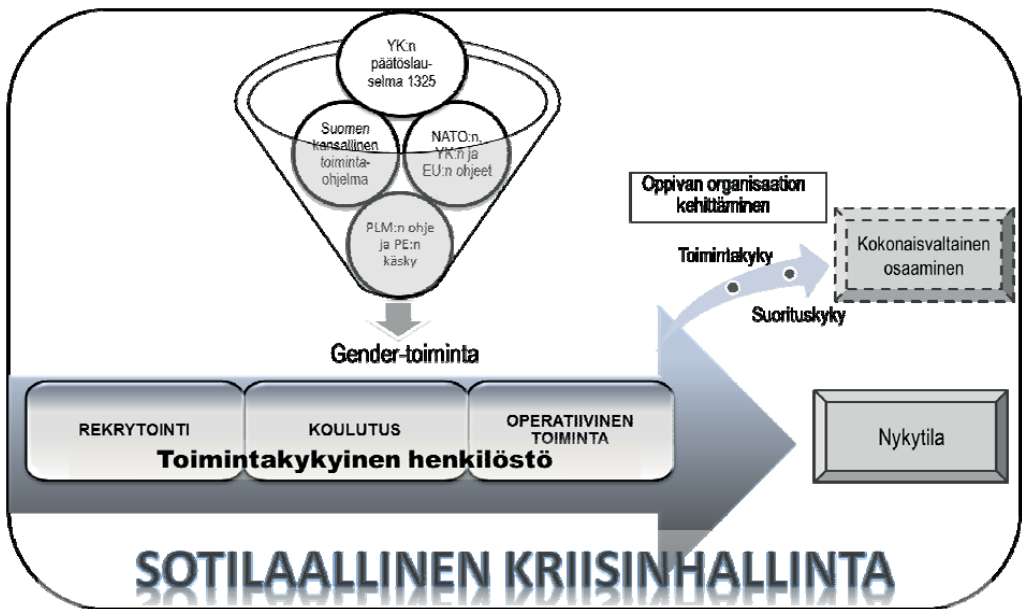 YK:n
päätöslau-
selma 1325
Suomen
kansallinen
toiminta-
ohjelma
NATO:n,
YK:n ja
EU:n ohjeet
PLM:n ohje
ja PE:n
käsky
Gender-toiminta
Oppivan organisaation
kehittäminen
Toimintakyky
Suorituskyky
Kokonaisvaltainen
osaaminen
Nykytila
REKRYTOINTI
KOULUTUS
OPERATIIVINEN
TOIMINTA
Toimintakykyinen henkilöstö
SOTILAALLINEN KRIISINHALLINTA